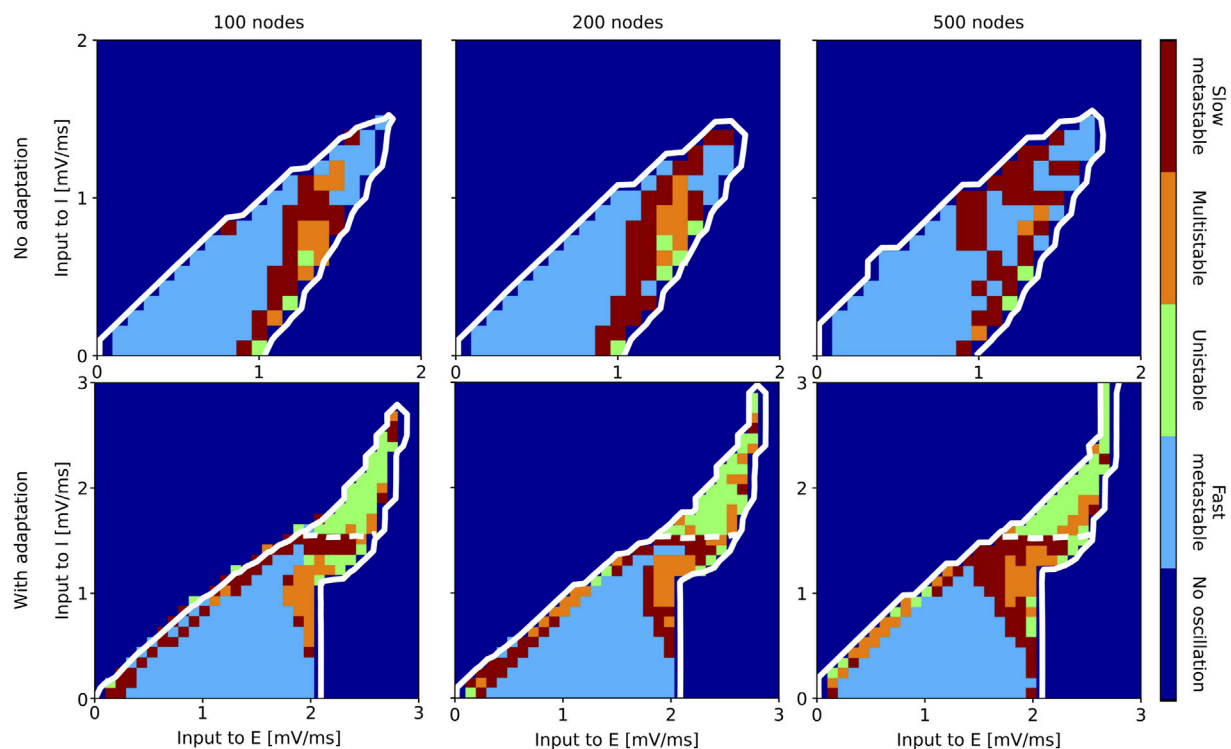 100 nodes
200 nodes
500 nodes
No adaptation
Input to I [mV/ms]
2
1
0
0
1
2
0
1
2
0
1
2
With adaptation
Input to I [mV/ms]
3
2
1
0
0
1
2
3
0
1
2
3
0
1
2
3
Input to E [mV/ms]
Input to E [mV/ms]
Input to E [mV/ms]
Slow
metastable
Multistable
Unistable
Fast
metastable
No oscillation